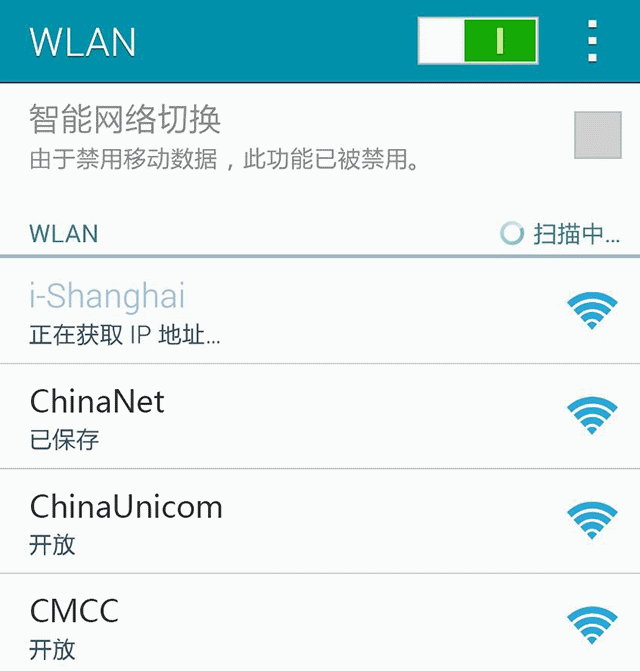 WLAN
智能网络切换
由于禁用移动数据，此功能已被禁用。
WLAN 扫描中...
i-Shanghai
正在获取 IP 地址...
ChinaNet
已保存
ChinaUnicom
开放
CMCC
开放